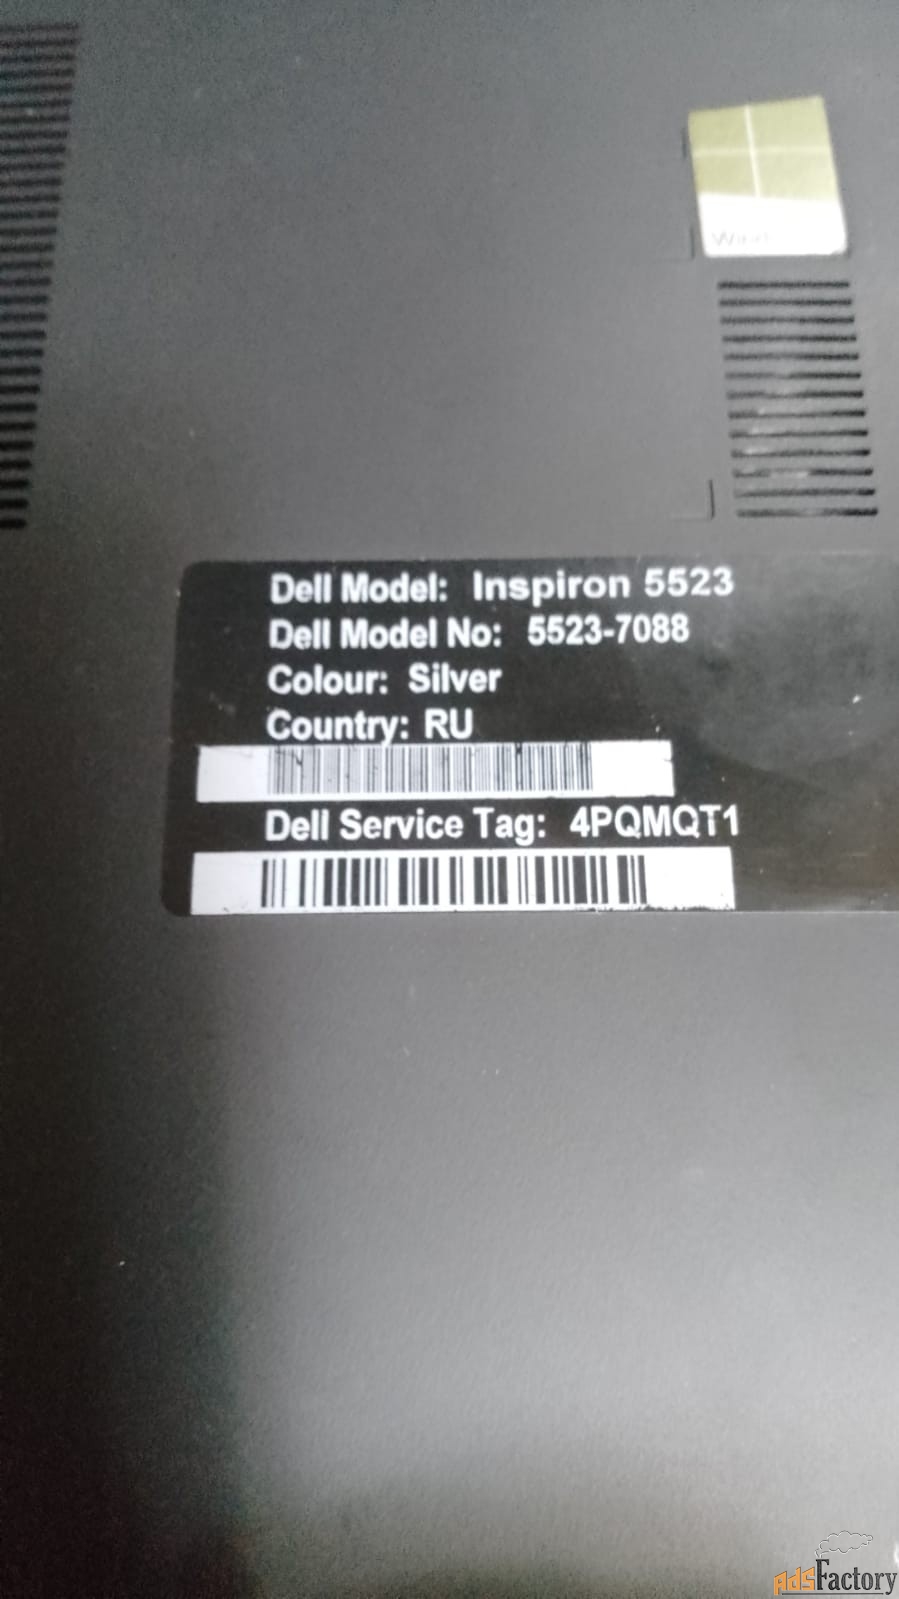 Dell Model: Inspiron 5523
Dell Model No: 5523-7088
Colour: Silver
Country: RU
Dell Service Tag: 4PQMQT1
AdsFactory